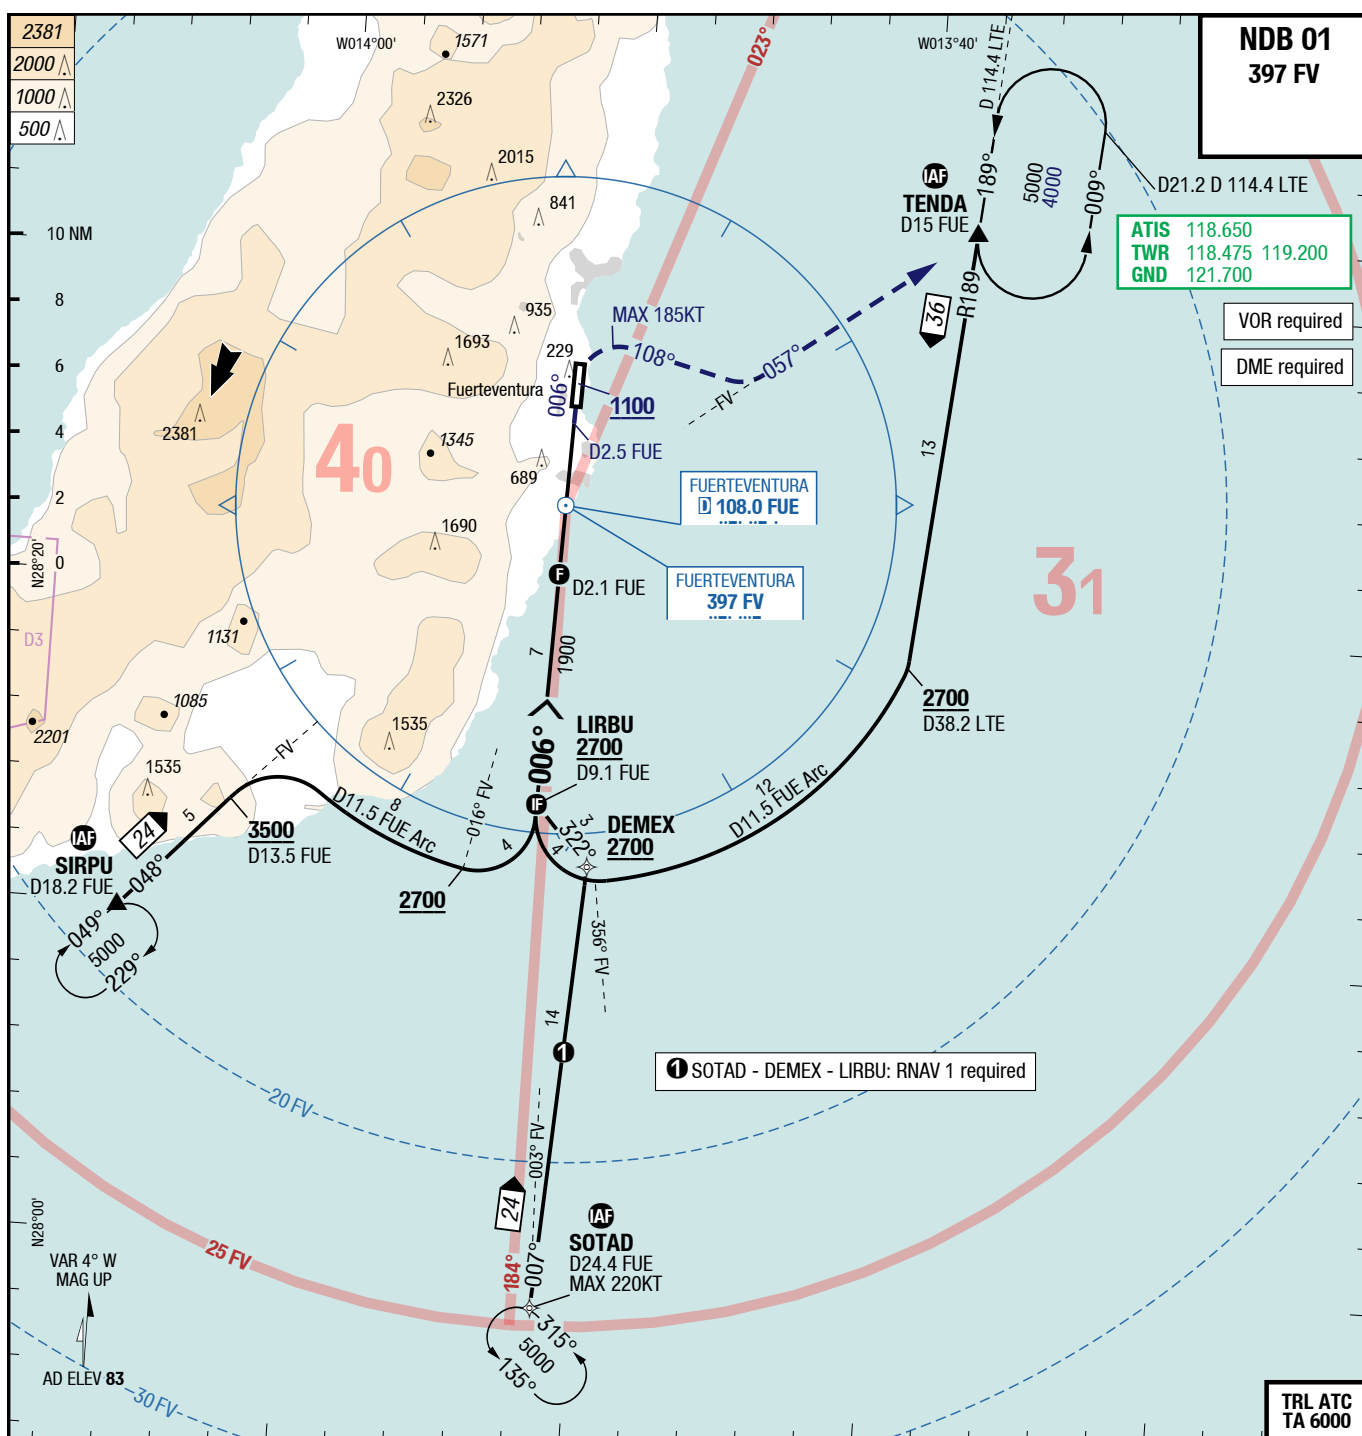 2381
2000
1000
500
W014°00'
1571
2326
2015
841
023°
W013°40'
D 114.4 LTE
NDB 01
397 FV
IAF
TENDA
D15 FUE
189°
5000
4000
009°
D21.2 D 114.4 LTE
ATIS 118.650
TWR 118.475 119.200
GND 121.700
VOR required
DME required
10 NM
8
6
4
2
0
935
1693
229
Fuerteventura
006°
MAX 185KT
108°
057°
FV
36
R189
1100
D2.5 FUE
2381
1345
689
40
13
FUERTEVENTURA
D 108.0 FUE
1690
N28°20'
D3
F
D2.1 FUE
FUERTEVENTURA
397 FV
31
1131
7
1900
1085
2201
1535
1535
FV
2700
D38.2 LTE
LIRBU
2700
D9.1 FUE
006°
IF
016° FV
D11.5 FUE Arc
8
12
D11.5 FUE Arc
5
24
3500
D13.5 FUE
IAF
SIRPU
D18.2 FUE
048°
049°
5000
229°
2700
4
4
3
322°
DEMEX
2700
356° FV
14
1
1 SOTAD - DEMEX - LIRBU: RNAV 1 required
20 FV
003° FV
24
IAF
SOTAD
D24.4 FUE
MAX 220KT
007°
184°
25 FV
N28°00'
VAR 4° W
MAG UP
AD ELEV 83
315°
5000
135°
30 FV
TRL ATC
TA 6000